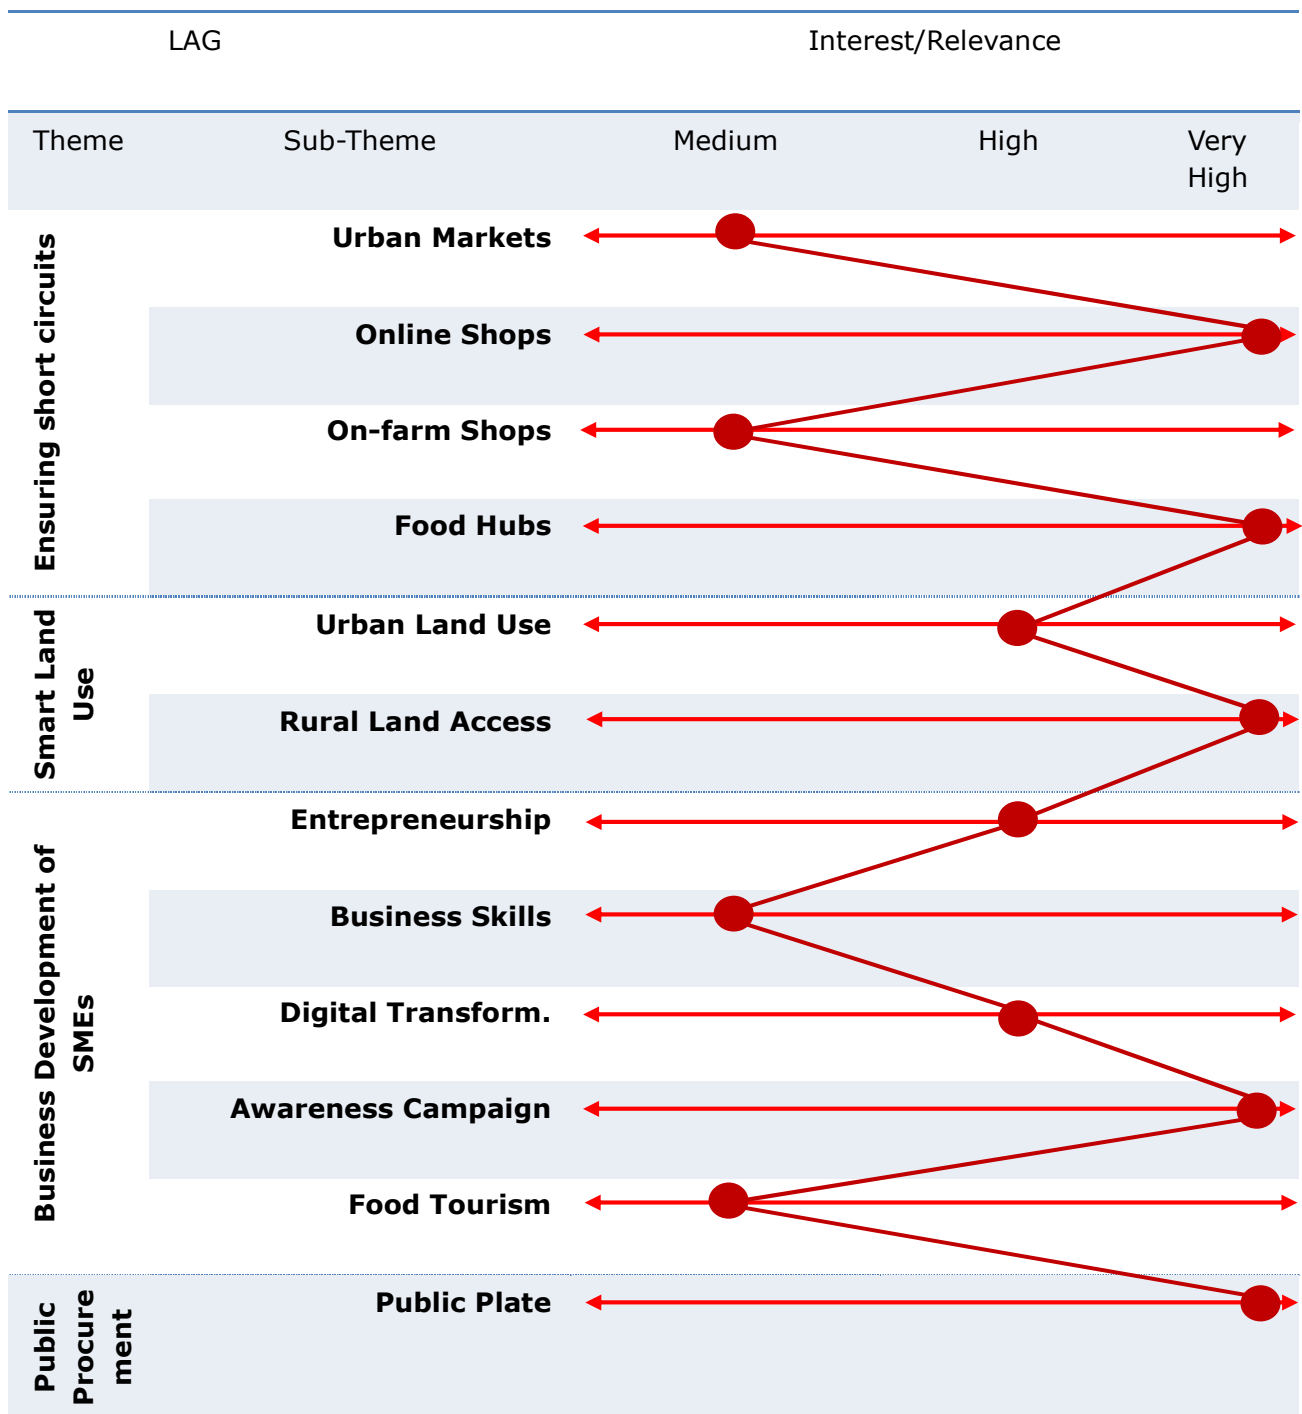 LAG
Interest/Relevance
Theme
Sub-Theme
Medium
High
Very
High
Ensuring short circuits
Urban Markets
Online Shops
On-farm Shops
Food Hubs
Smart Land
Use
Urban Land Use
Rural Land Access
Business Development of
SMEs
Entrepreneurship
Business Skills
Digital Transform.
Awareness Campaign
Food Tourism
Public
Procure
ment
Public Plate